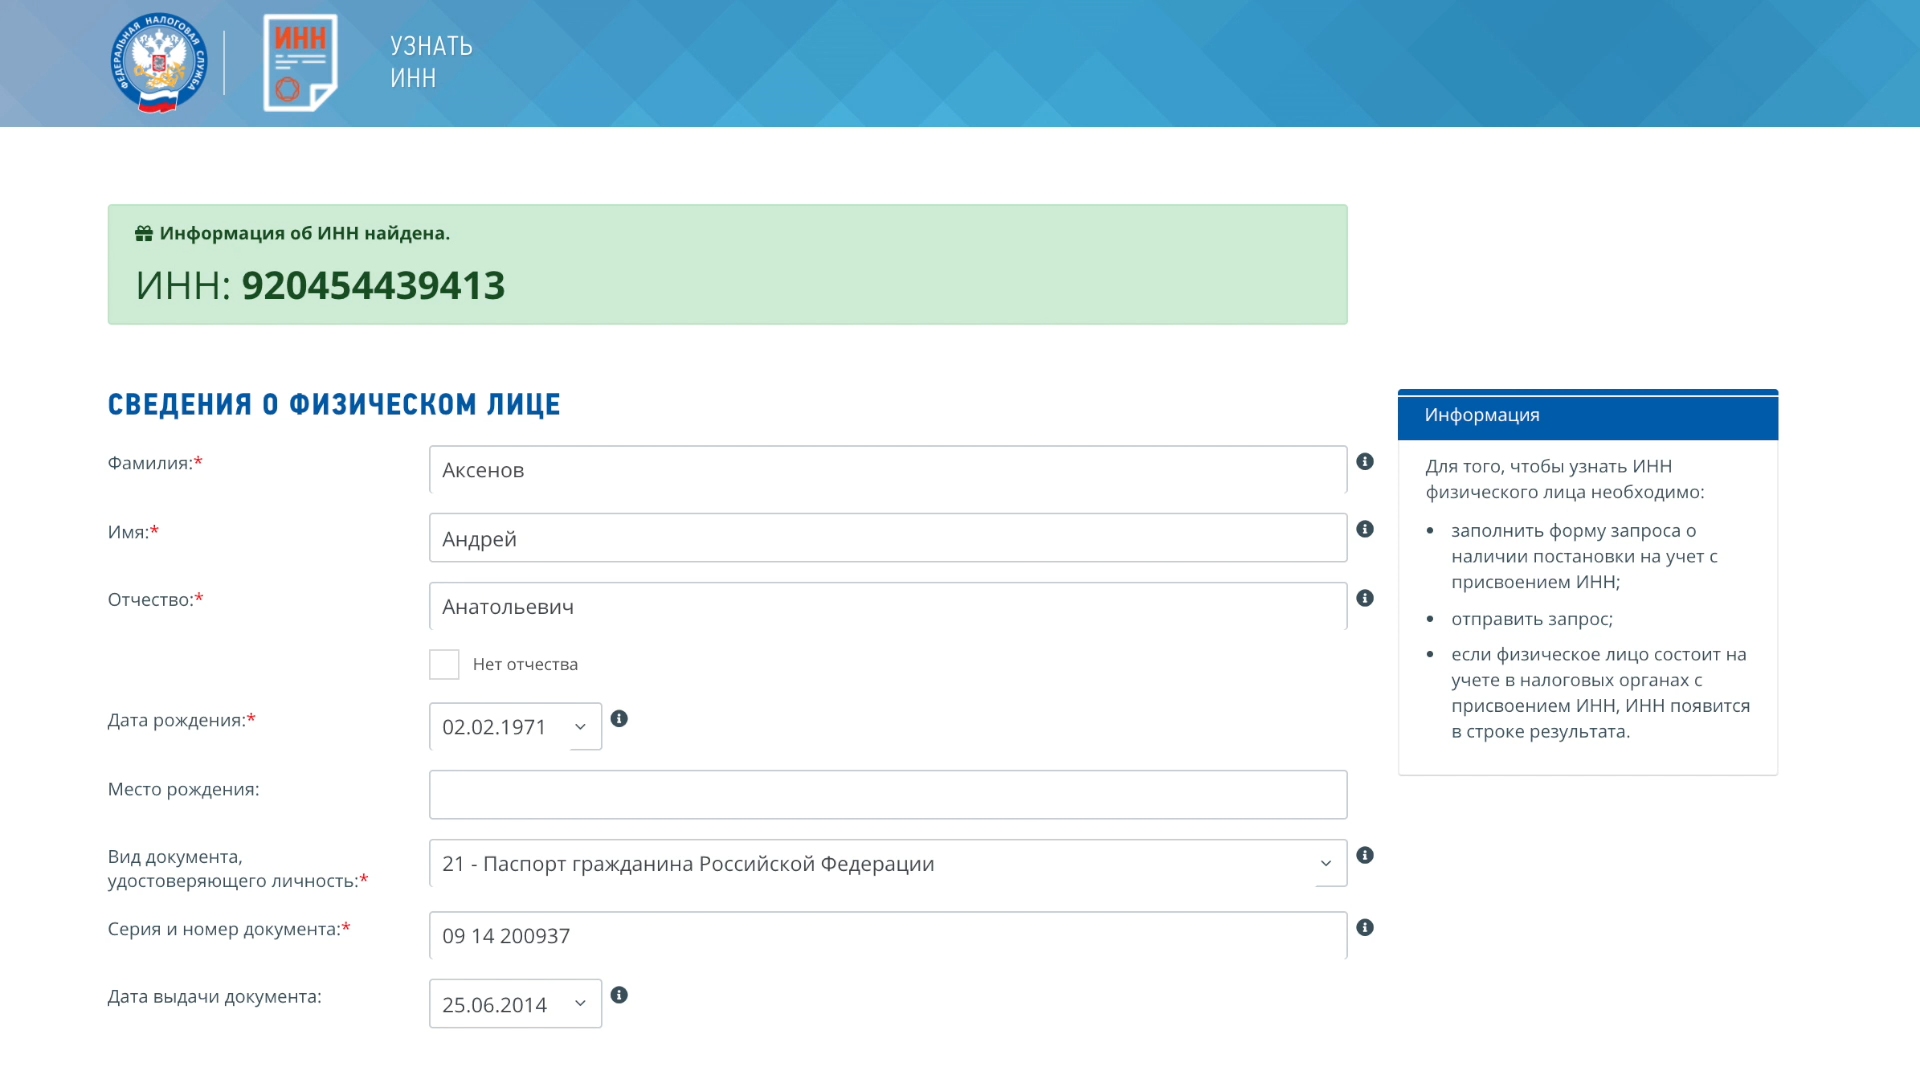 ФЕДЕРАЛЬНАЯ НАЛОГОВАЯ СЛУЖБА
ИНН
УЗНАТЬ
ИНН
Информация об ИНН найдена.
ИНН: 920454439413
СВЕДЕНИЯ О ФИЗИЧЕСКОМ ЛИЦЕ
Фамилия:*
Аксенов
Имя:*
Андрей
Отчество:*
Анатольевич
Нет отчества
Дата рождения:*
02.02.1971
Место рождения:
Вид документа,
удостоверяющего личность:*
21 - Паспорт гражданина Российской Федерации
Серия и номер документа:*
09 14 200937
Дата выдачи документа:
25.06.2014
Информация
Для того, чтобы узнать ИНН
физического лица необходимо:
• заполнить форму запроса о
наличии постановки на учет с
присвоением ИНН;
• отправить запрос;
• если физическое лицо состоит на
учете в налоговых органах с
присвоением ИНН, ИНН появится
в строке результата.